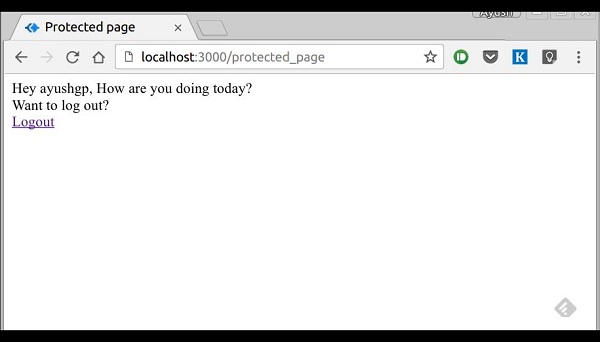 Ayush
Protected page
localhost:3000/protected_page
K
Hey ayushgp, How are you doing today?
Want to log out?
Logout